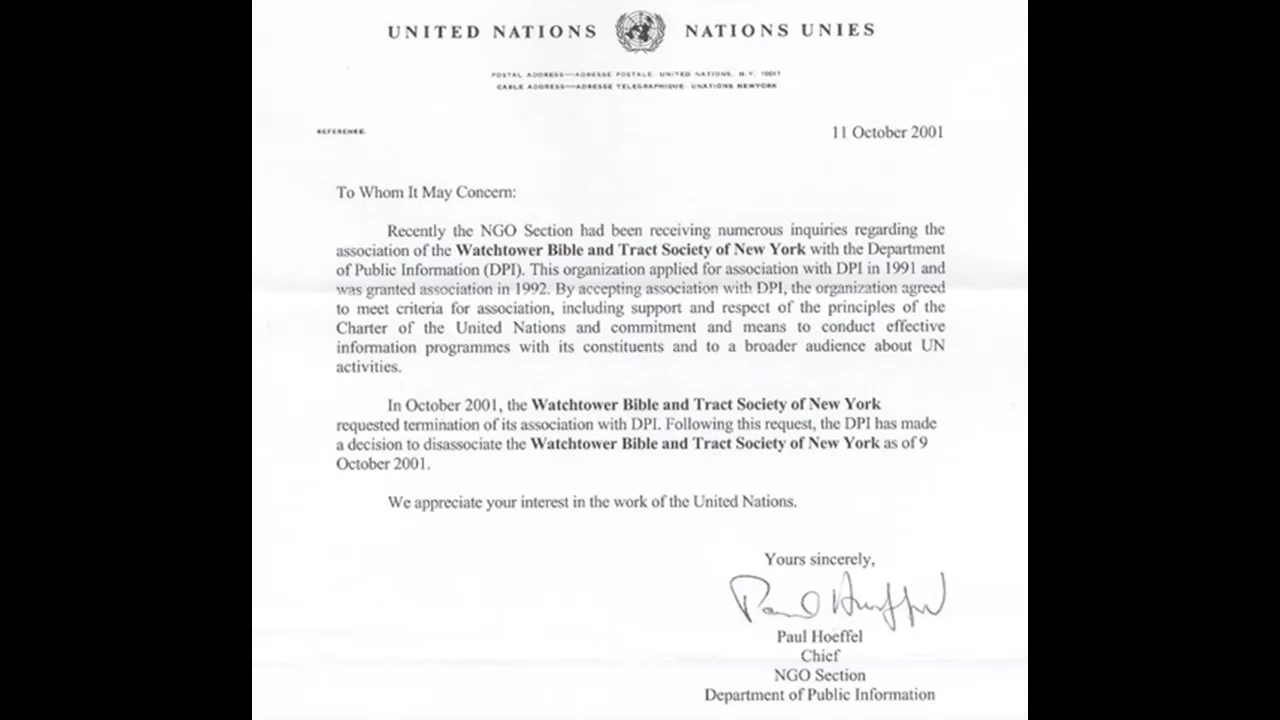 UNITED NATIONS NATIONS UNIES
POSTAL ADDRESS—ADRESSE POSTALE: UNITED NATIONS, N.Y. 10017
CABLE ADDRESS—ADRESSE TELEGRAPHIQUE: UNATIONS NEWYORK
REFERENCE:
11 October 2001
To Whom It May Concern:
Recently the NGO Section had been receiving numerous inquiries regarding the
association of the Watchtower Bible and Tract Society of New York with the Department
of Public Information (DPI). This organization applied for association with DPI in 1991 and
was granted association in 1992. By accepting association with DPI, the organization agreed
to meet criteria for association, including support and respect of the principles of the
Charter of the United Nations and commitment and means to conduct effective
information programmes with its constituents and to a broader audience about UN
activities.
In October 2001, the Watchtower Bible and Tract Society of New York
requested termination of its association with DPI. Following this request, the DPI has made
a decision to disassociate the Watchtower Bible and Tract Society of New York as of 9
October 2001.
We appreciate your interest in the work of the United Nations.
Yours sincerely,
Paul Hoeffel
Paul Hoeffel
Chief
NGO Section
Department of Public Information